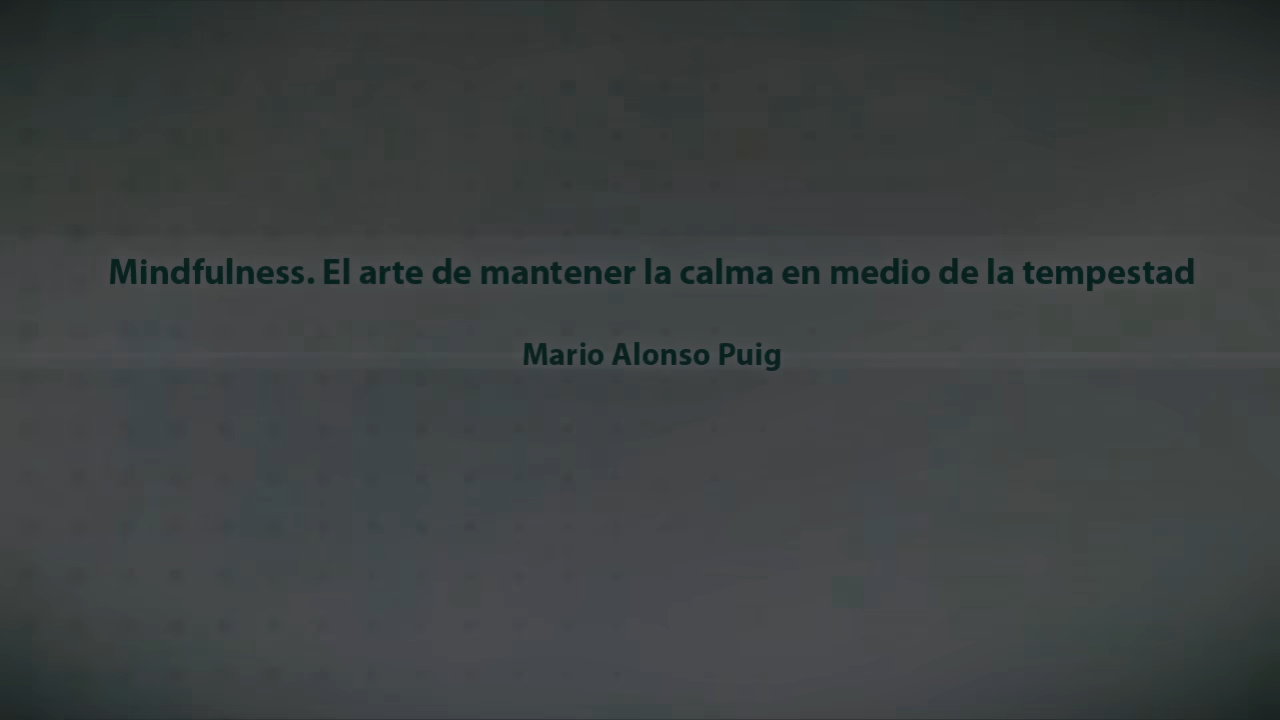 Mindfulness. El arte de mantener la calma en medio de la tempestad
Mario Alonso Puig